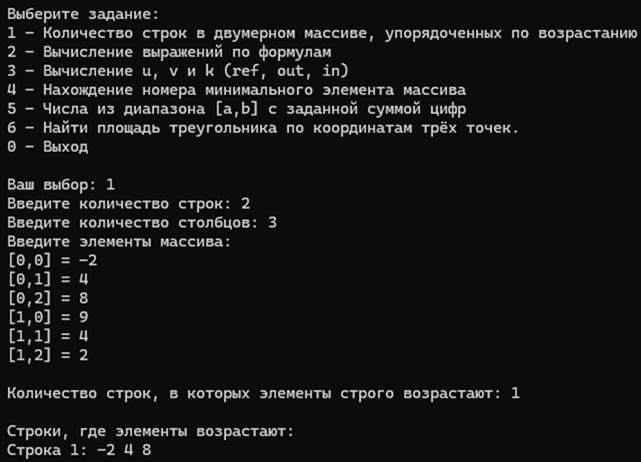 Выберите задание:
1 – Количество строк в двумерном массиве, упорядоченных по возрастанию
2 – Вычисление выражений по формулам
3 – Вычисление u, v и k (ref, out, in)
4 – Нахождение номера минимального элемента массива
5 – Числа из диапазона [a,b] с заданной суммой цифр
6 – Найти площадь треугольника по координатам трёх точек.
0 – Выход
Ваш выбор: 1
Введите количество строк: 2
Введите количество столбцов: 3
Введите элементы массива:
[0,0] = -2
[0,1] = 4
[0,2] = 8
[1,0] = 9
[1,1] = 4
[1,2] = 2
Количество строк, в которых элементы строго возрастают: 1
Строки, где элементы возрастают:
Строка 1: -2 4 8